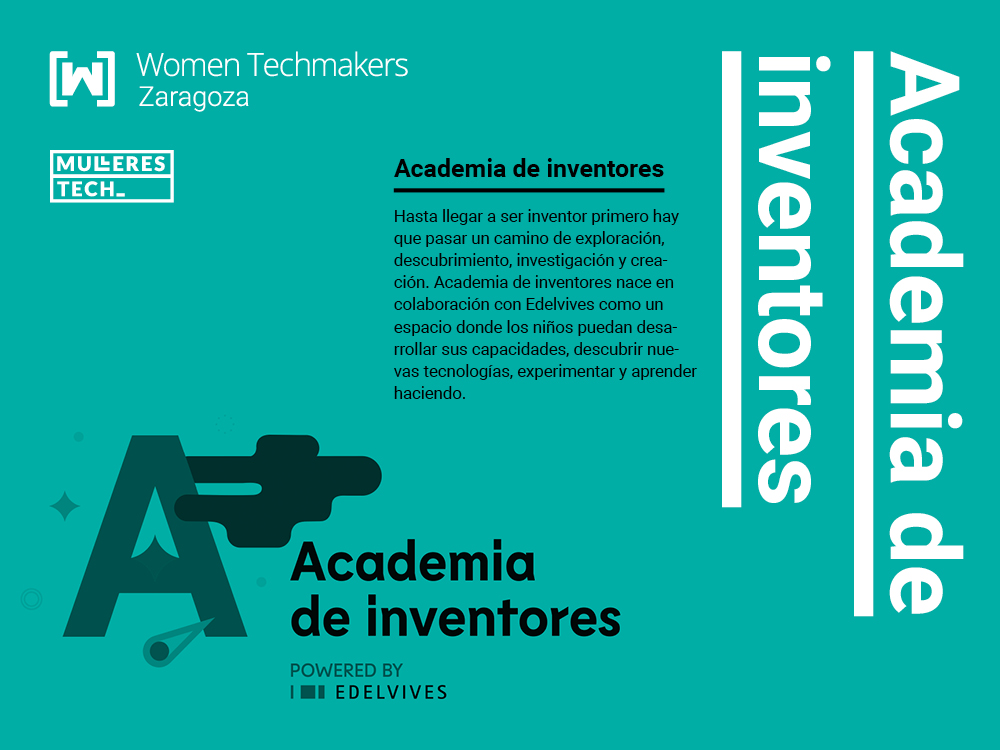 Women Techmakers
Zaragoza
MUJERES
TECH_
Academia de inventores
Hasta llegar a ser inventor primero hay
que pasar un camino de exploración,
descubrimiento, investigación y crea-
ción. Academia de inventores nace en
colaboración con Edelvives como un
espacio donde los niños puedan desa-
rrollar sus capacidades, descubrir nue-
vas tecnologías, experimentar y aprender
haciendo.
Academia de
inventores
Academia
de inventores
POWERED BY
EDELVIVES